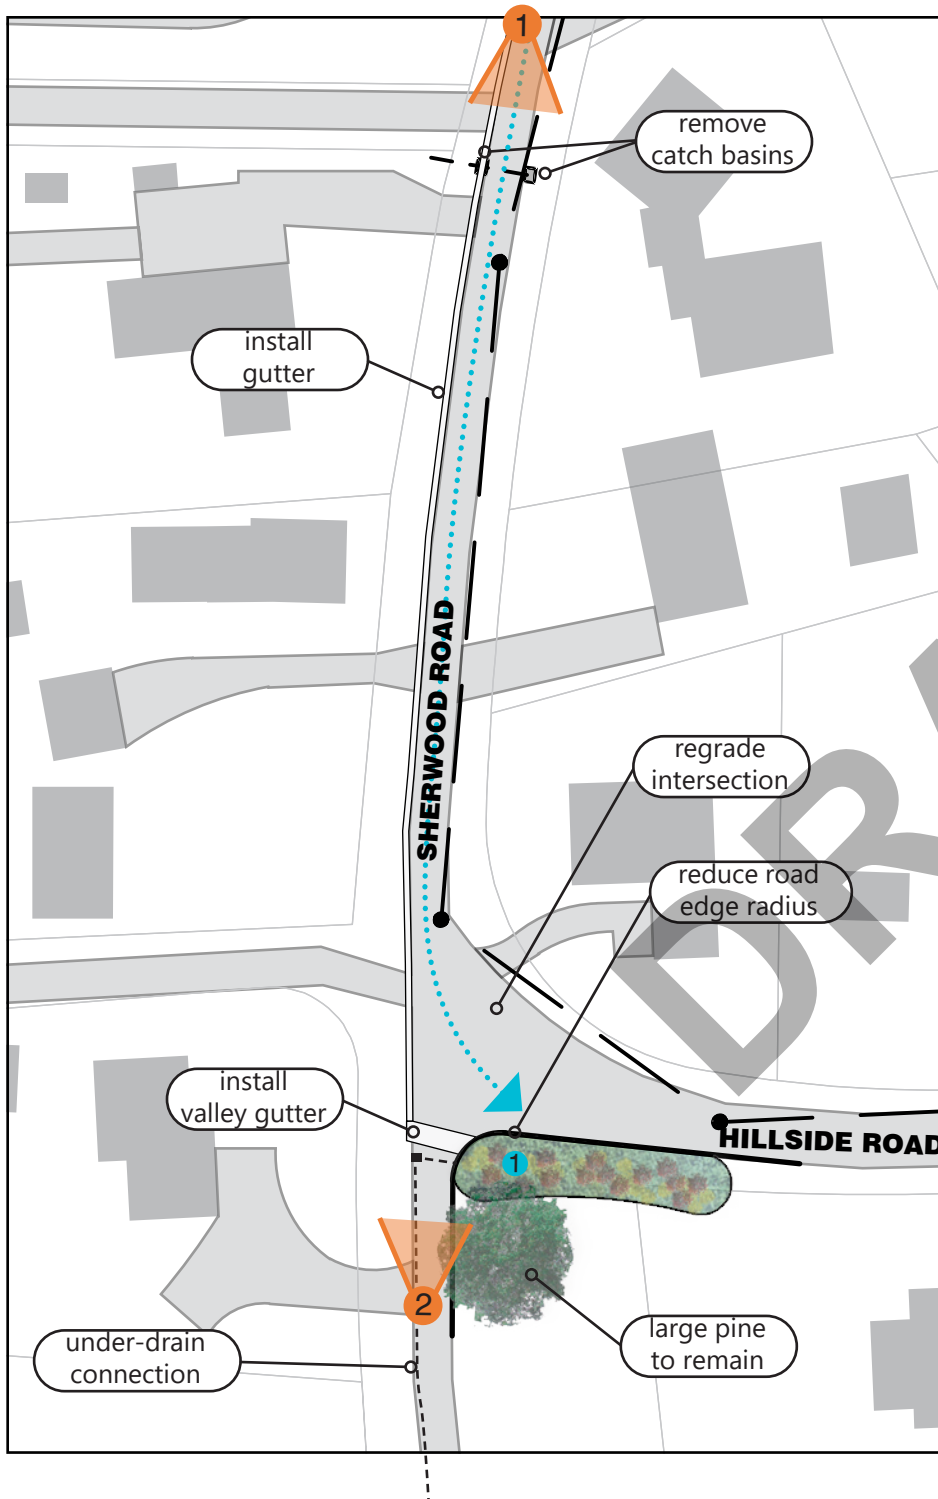 1
remove
catch basins
install
gutter
SHERWOOD ROAD
regrade
intersection
reduce road
edge radius
DR
install
valley gutter
HILLSIDE ROAD
1
2
under-drain
connection
large pine
to remain